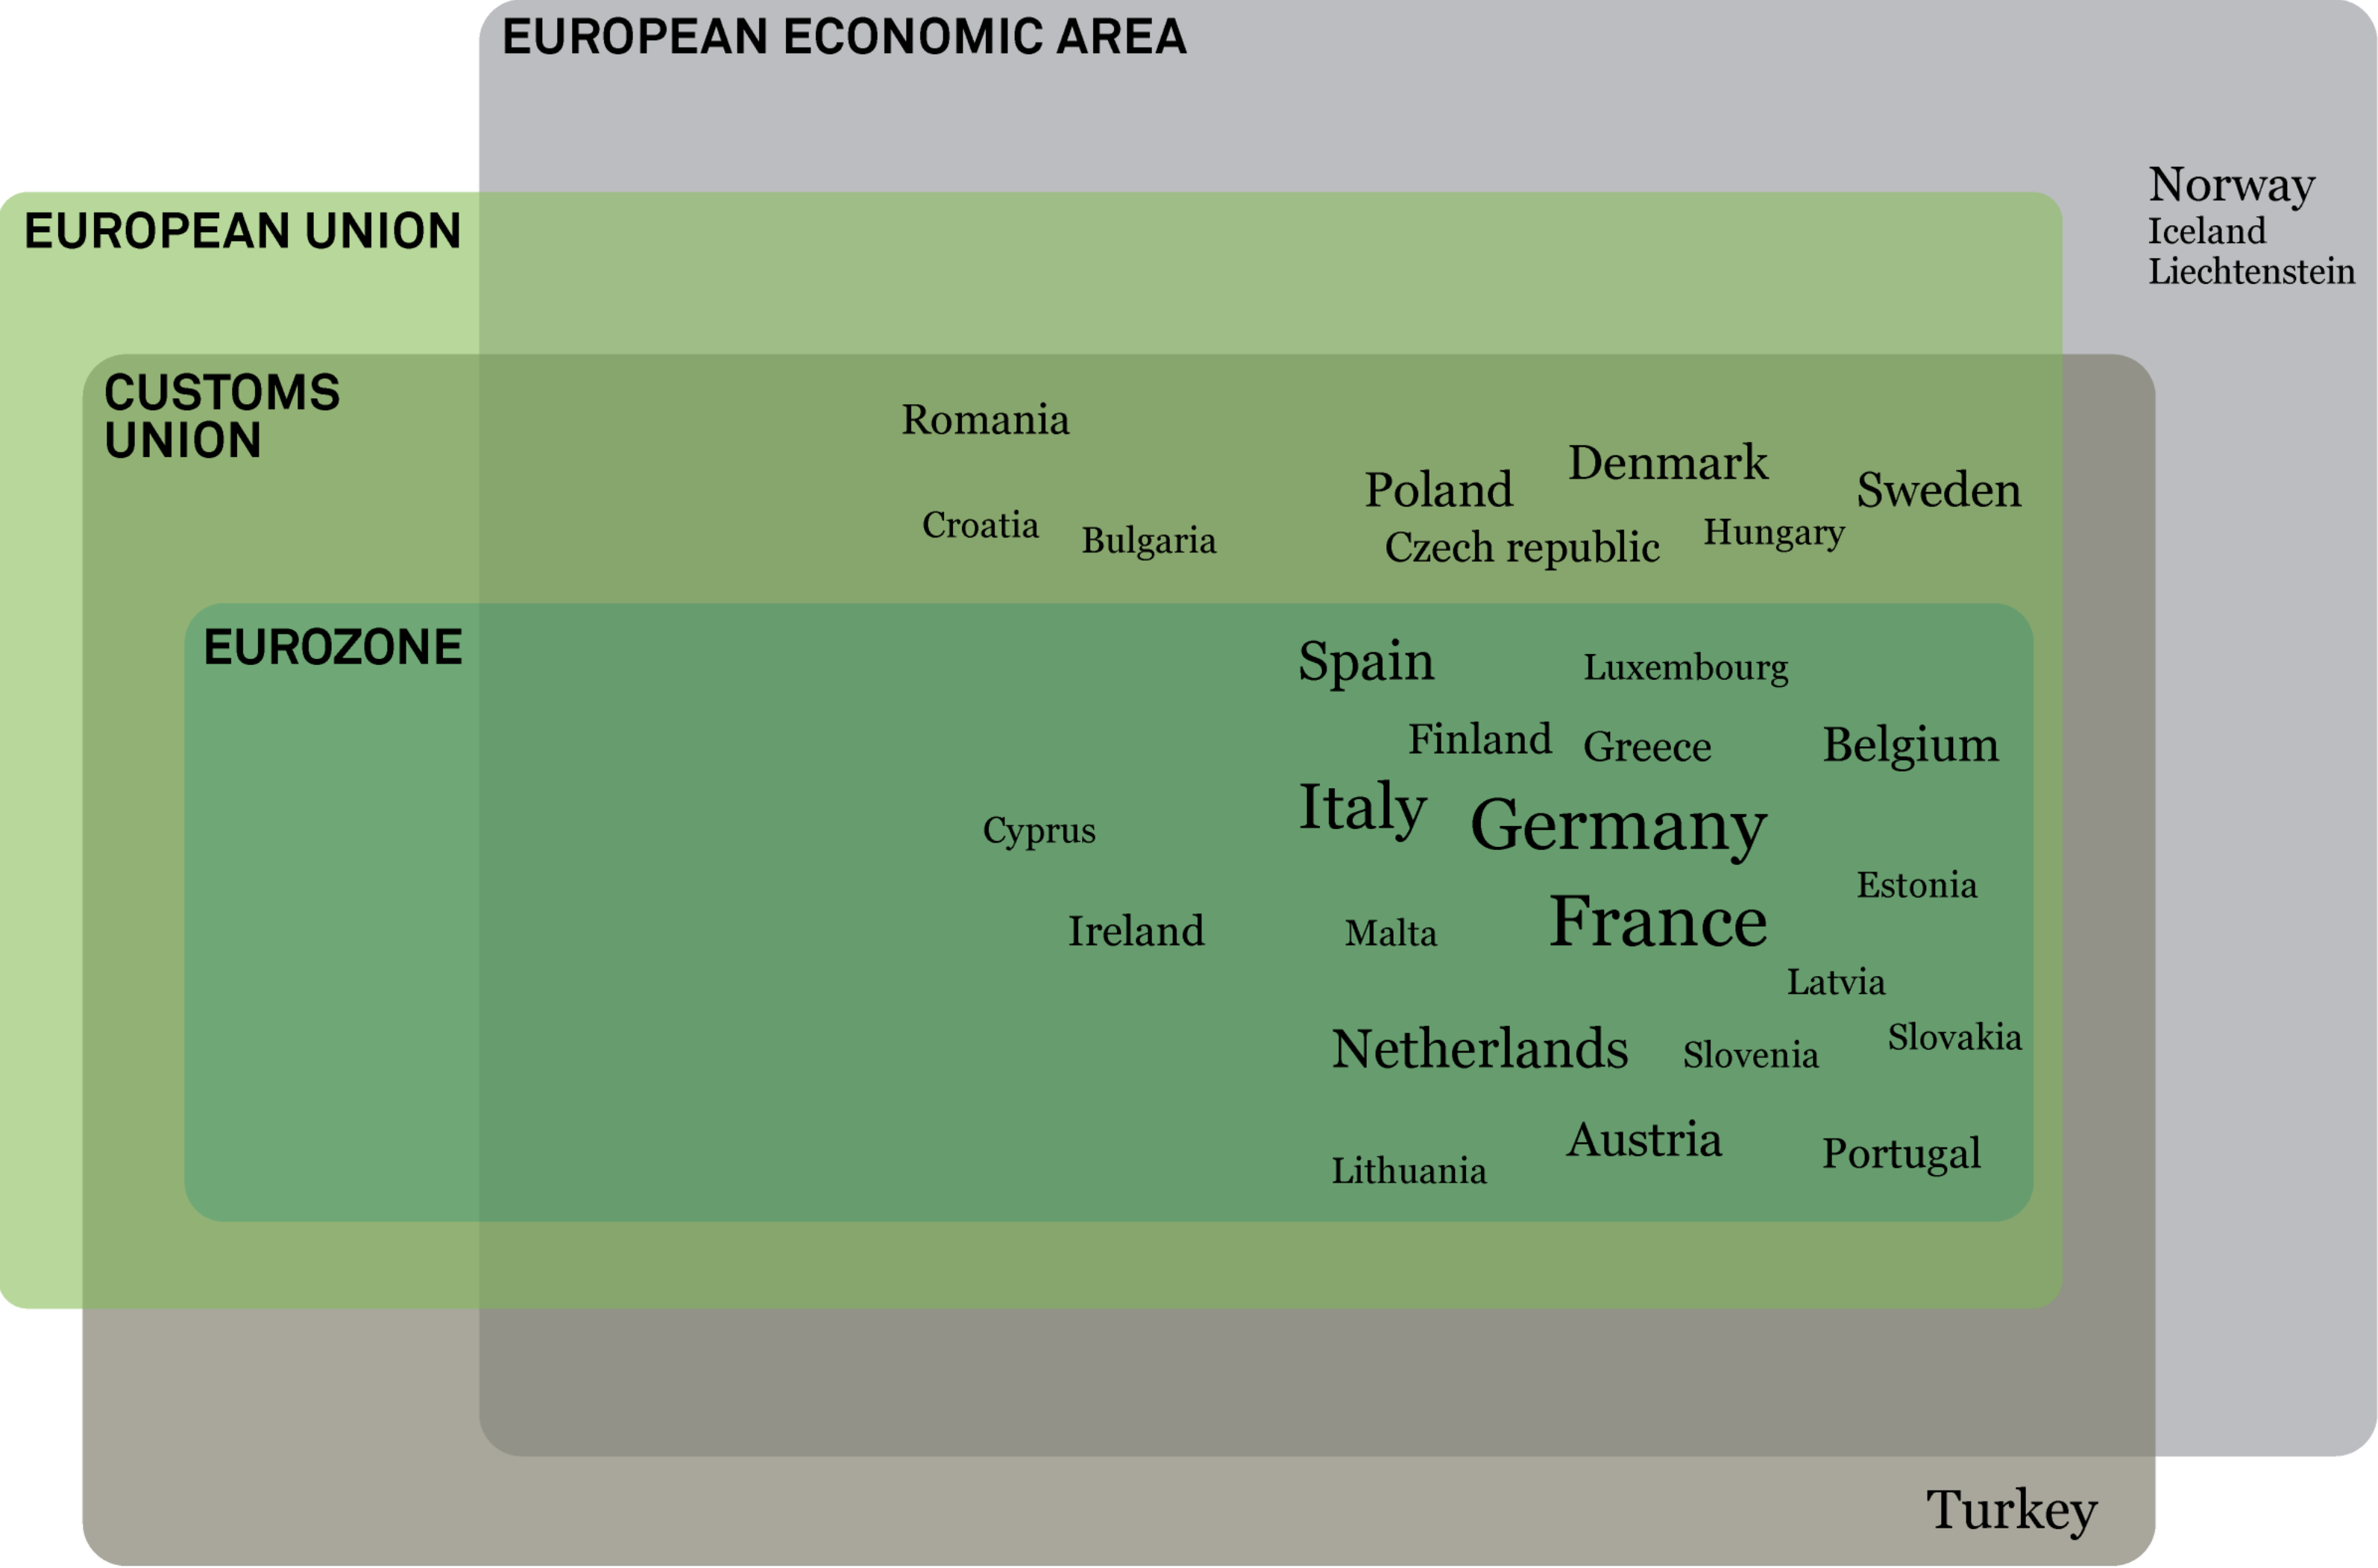 EUROPEAN ECONOMIC AREA
Norway
Iceland
Liechtenstein
EUROPEAN UNION
CUSTOMS
UNION
Romania
Denmark
Poland
Sweden
Croatia
Bulgaria
Czech republic
Hungary
EUROZONE
Spain
Luxembourg
Finland
Greece
Belgium
Italy
Germany
Cyprus
Estonia
Ireland
Malta
France
Latvia
Netherlands
Slovenia
Slovakia
Austria
Portugal
Lithuania
Turkey